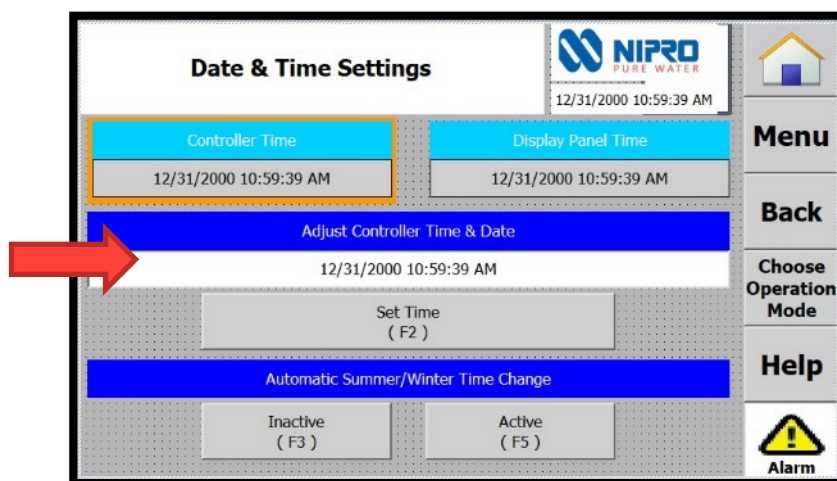 Date & Time Settings
NIPRO
PURE WATER
12/31/2000 10:59:39 AM
Controller Time
Display Panel Time
12/31/2000 10:59:39 AM
12/31/2000 10:59:39 AM
Adjust Controller Time & Date
12/31/2000 10:59:39 AM
Set Time
( F2 )
Automatic Summer/Winter Time Change
Inactive
( F3 )
Active
( F5 )
Menu
Back
Choose
Operation
Mode
Help
Alarm